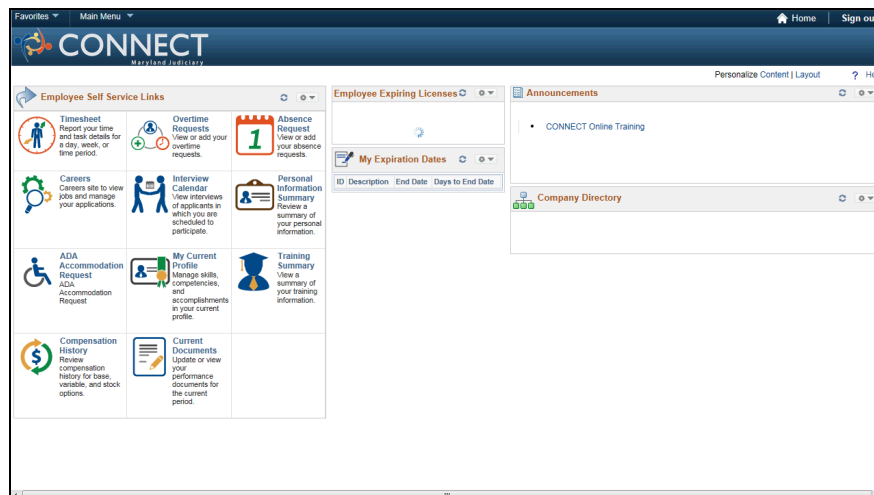 Favorites Main Menu
Home Sign ou
CONNECT
Maryland Judiciary
Personalize Content | Layout ? He
Employee Self Service Links
Timesheet
Report your time
and task details for
a day, week, or
time period.
Overtime
Requests
View or add your
overtime
requests.
1
Absence
Request
View or add
your absence
requests.
Careers
Careers site to view
jobs and manage
your applications.
Interview
Calendar
View interviews
of applicants in
which you are
scheduled to
participate.
Personal
Information
Summary
Review a
summary of
your personal
information.
ADA
Accommodation
Request
ADA
Accommodation
Request
My Current
Profile
Manage skills,
competencies,
and
accomplishments
in your current
profile.
Training
Summary
View a
summary of
your training
information.
$
Compensation
History
Review
compensation
history for base,
variable, and stock
options.
Current
Documents
Update or view
your
performance
documents for
the current
period.
Employee Expiring Licenses
My Expiration Dates
ID Description End Date Days to End Date
Announcements
• CONNECT Online Training
Company Directory